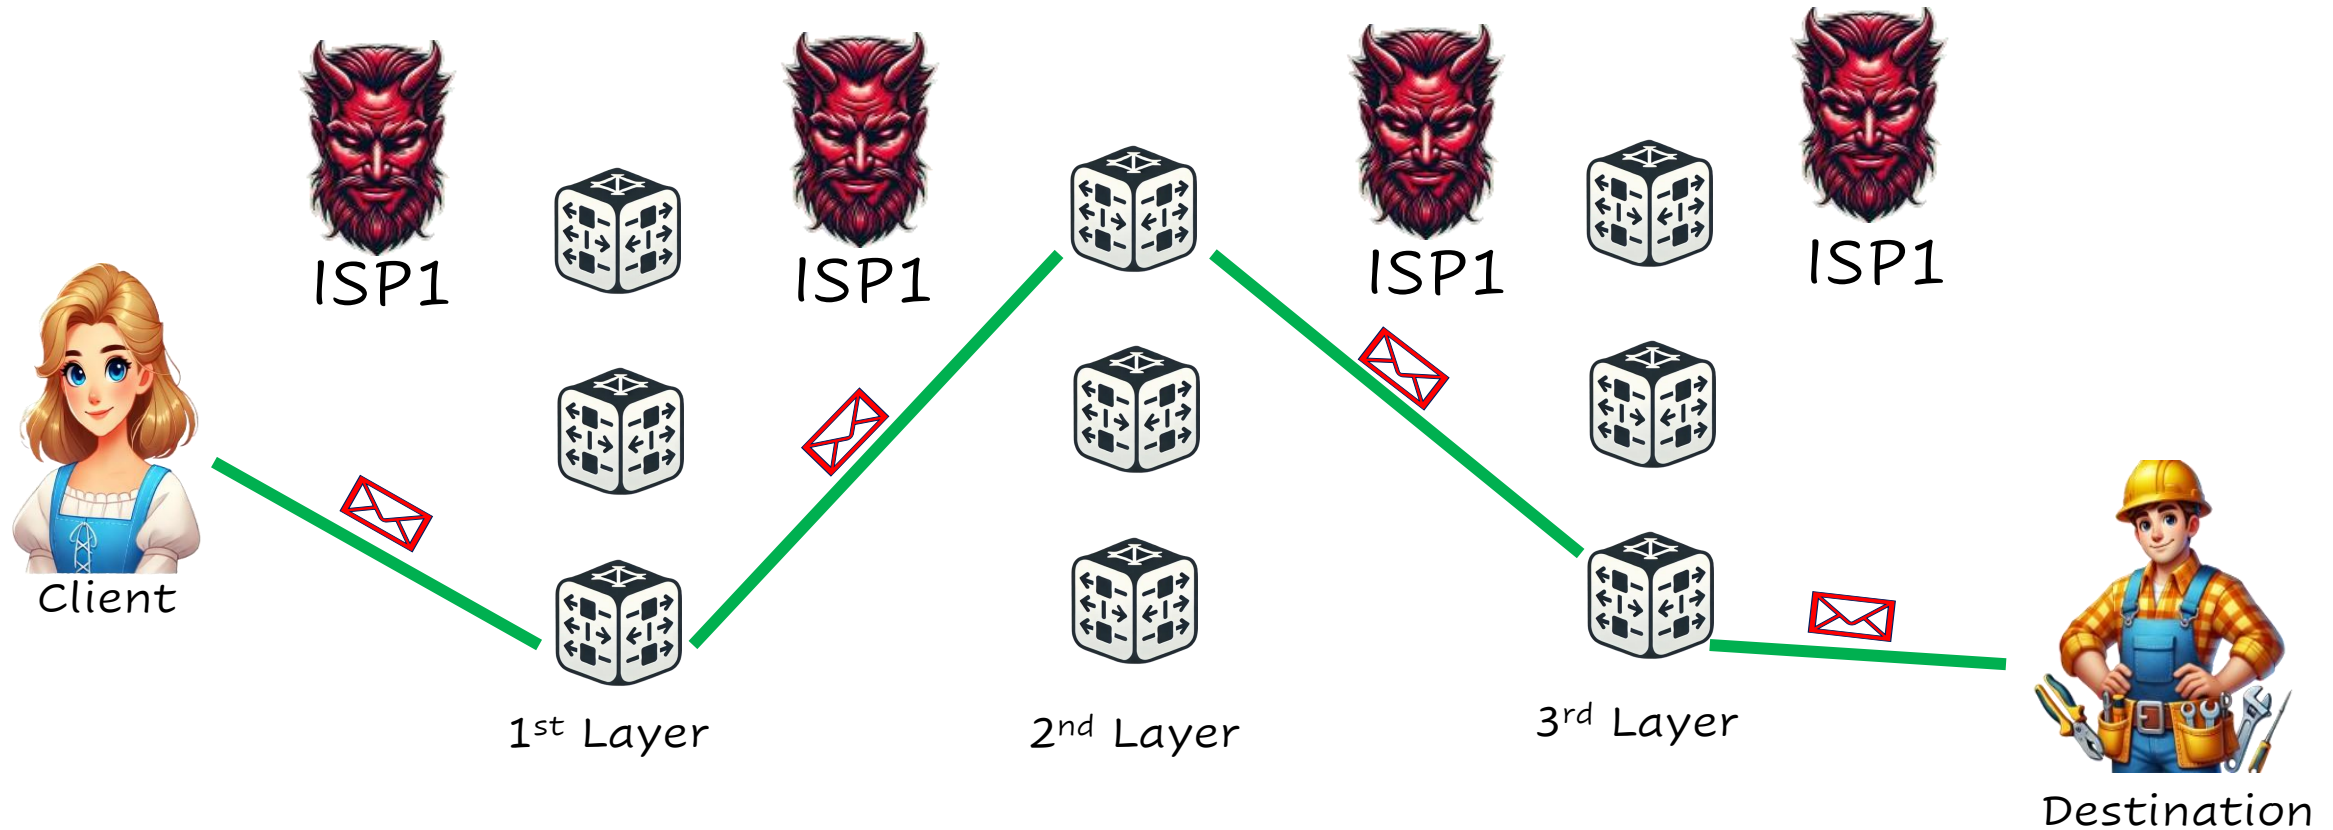 ISP1
ISP1
ISP1
ISP1
Client
1st Layer
2nd Layer
3rd Layer
Destination